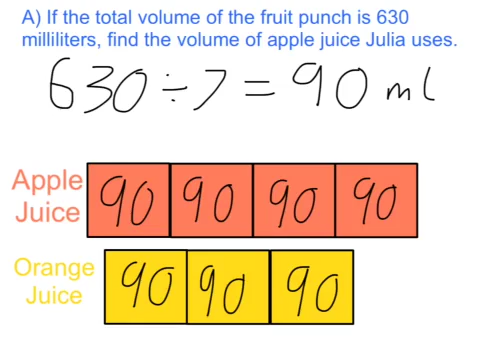 A) If the total volume of the fruit punch is 630
milliliters, find the volume of apple juice Julia uses.
630 ÷ 7 = 90 ml
Apple
Juice
90 90 90 90
Orange
Juice
90 90 90